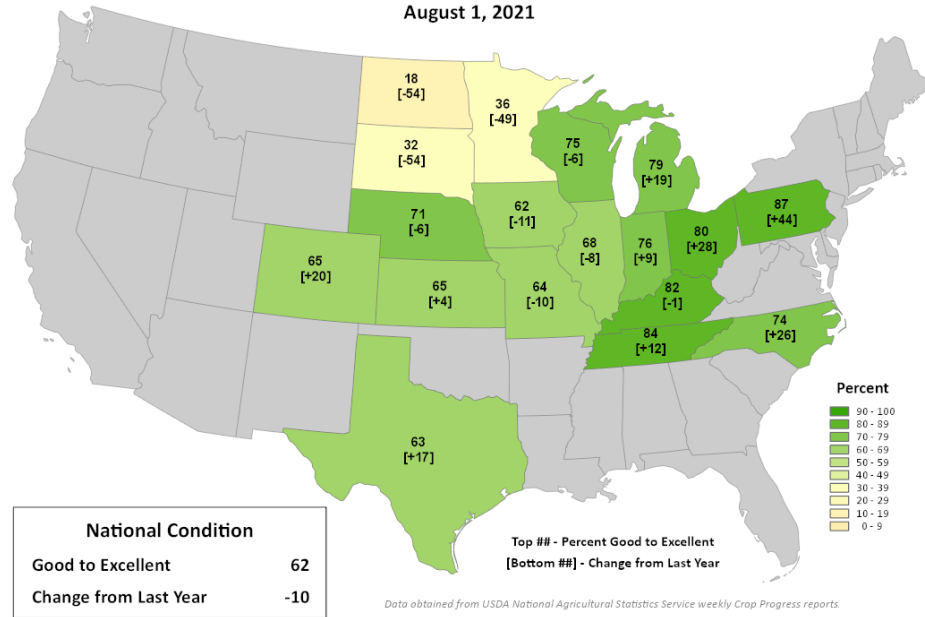 August 1, 2021
18
[-54]
36
[-49]
32
[-54]
75
[-6]
79
[+19]
71
[-6]
62
[-11]
87
[+44]
80
[+28]
68
[-8]
76
[+9]
65
[+20]
65
[+4]
64
[-10]
82
[-1]
84
[+12]
74
[+26]
63
[+17]
Percent
90 - 100
80 - 89
70 - 79
60 - 69
50 - 59
40 - 49
30 - 39
20 - 29
10 - 19
0 - 9
National Condition
Good to Excellent 62
Change from Last Year -10
Top ## - Percent Good to Excellent
[Bottom ##] - Change from Last Year
Data obtained from USDA National Agricultural Statistics Service weekly Crop Progress reports.